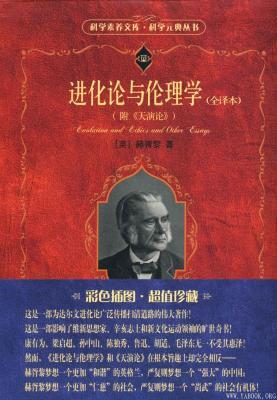 科学素养文库·科学元典丛书
进化论与伦理学(全译本)
(附《天演论》)
Evolution and Ethics and Other Essays
[英] 赫胥黎 著
彩色插图·超值珍藏
这是一部为达尔文进化论广泛传播扫清道路的伟大著作!
这是一部影响了维新思想家、辛亥志士和新文化运动领袖的旷世奇书!
康有为、梁启超、孙中山、陈独秀、鲁迅、胡适、毛泽东无一不受其惠泽!
然而,《进化论与伦理学》和《天演论》在根本旨趣上却完全相反——
赫胥黎梦想一个更加“和谐”的英格兰,严复则梦想一个“强大”的中国;
赫胥黎梦想一个更加“仁慈”的社会,严复则梦想一个“尚武”的社会有机体!
www.TaBook.com